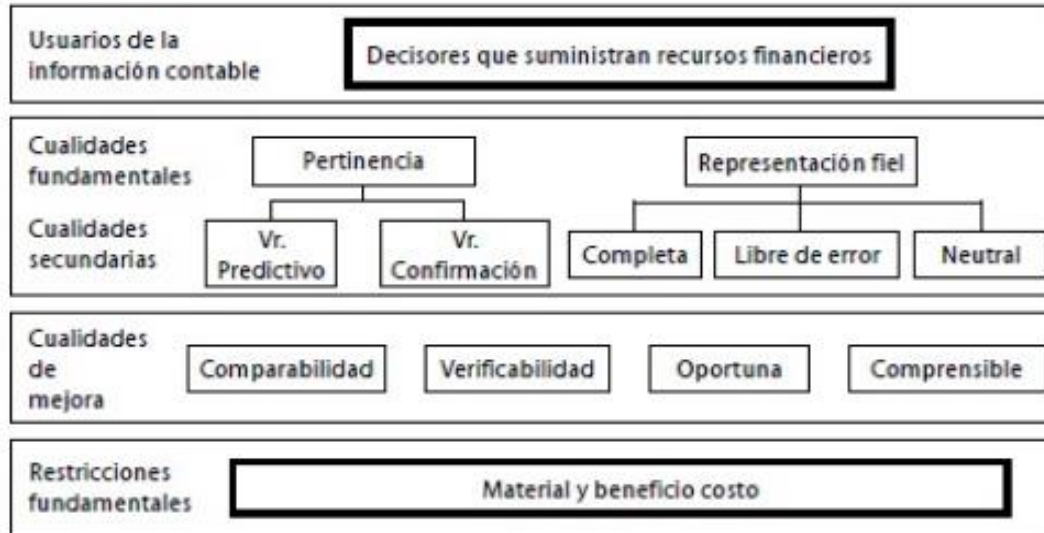 Usuarios de la
información contable
Decisores que suministran recursos financieros
Cualidades
fundamentales
Pertinencia
Representación fiel
Cualidades
secundarias
Vr.
Predictivo
Vr.
Confirmación
Completa
Libre de error
Neutral
Cualidades
de
mejora
Comparabilidad
Verificabilidad
Oportuna
Comprensible
Restricciones
fundamentales
Material y beneficio costo